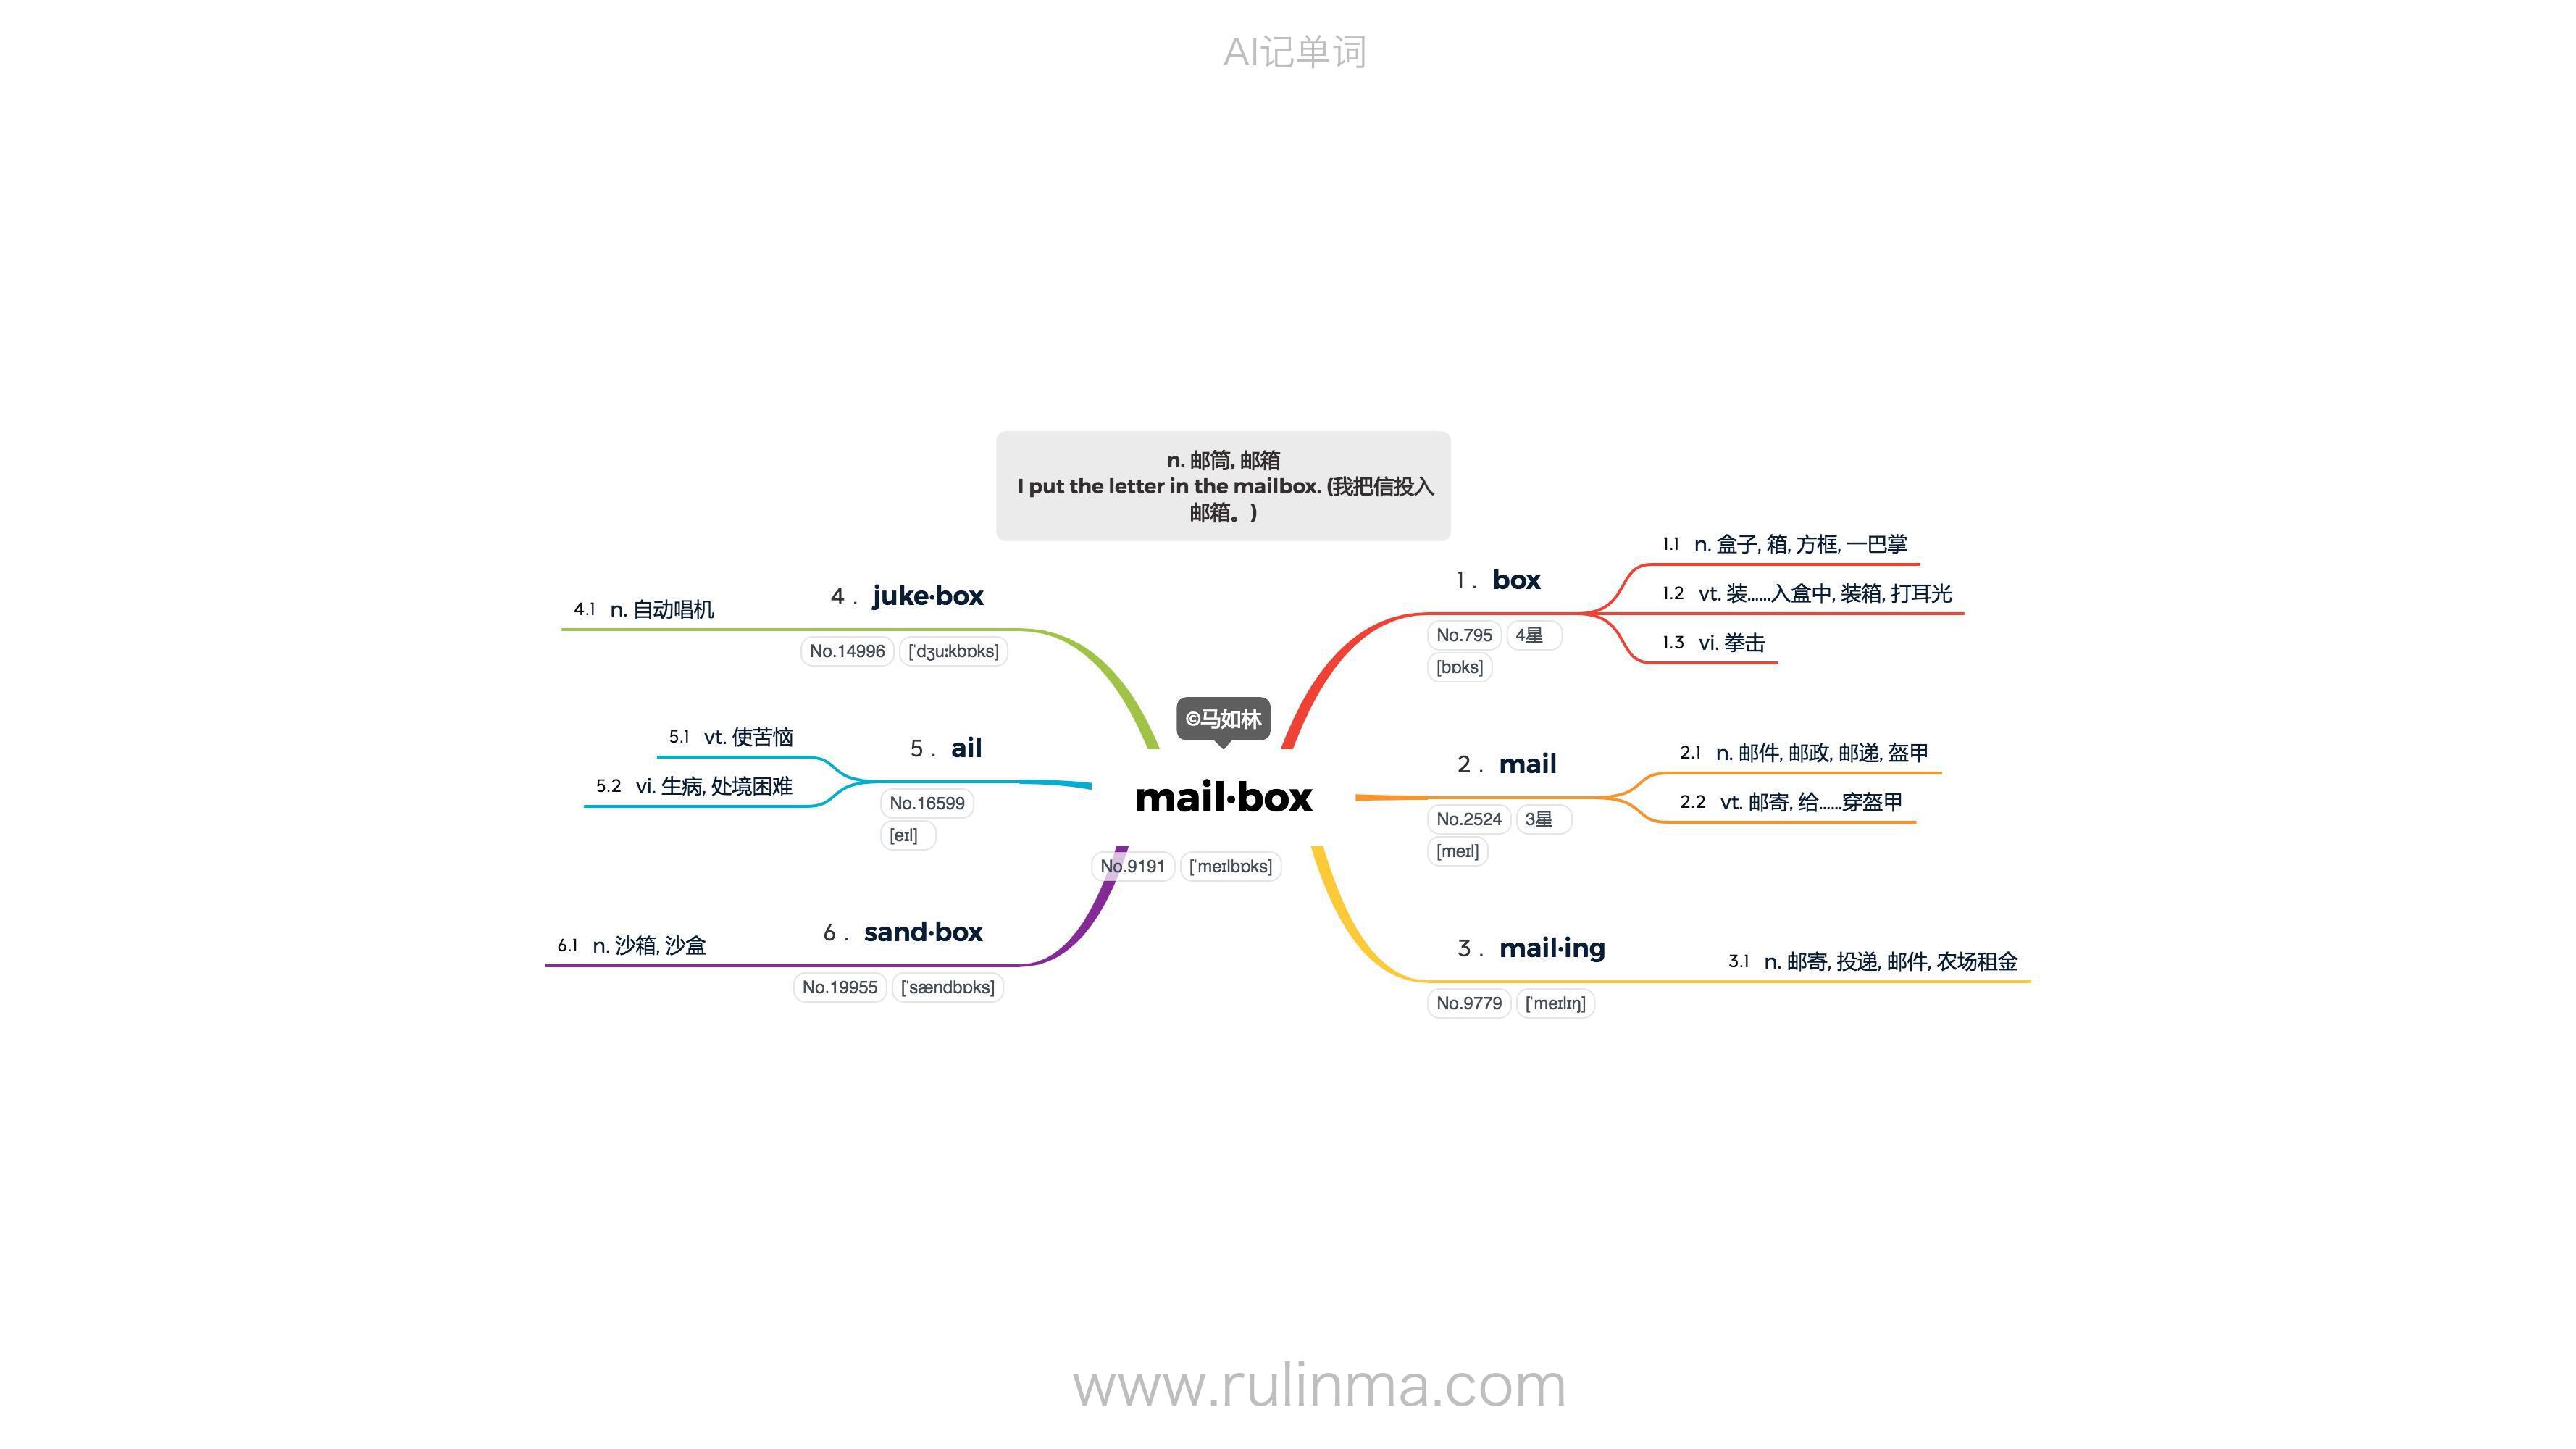 AI记单词
n. 邮筒, 邮箱
I put the letter in the mailbox. (我把信投入
邮箱。)
©马如林
mail·box
No.9191 [ˈmeɪlbɒks]
1 . box
No.795 4星
[bɒks]
1.1 n. 盒子, 箱, 方框, 一巴掌
1.2 vt. 装……入盒中, 装箱, 打耳光
1.3 vi. 拳击
2 . mail
No.2524 3星
[meɪl]
2.1 n. 邮件, 邮政, 邮递, 盔甲
2.2 vt. 邮寄, 给……穿盔甲
3 . mail·ing
No.9779 [ˈmeɪlɪŋ]
3.1 n. 邮寄, 投递, 邮件, 农场租金
4 . juke·box
No.14996 [ˈdʒuːkbɒks]
4.1 n. 自动唱机
5 . ail
No.16599
[eɪl]
5.1 vt. 使苦恼
5.2 vi. 生病, 处境困难
6 . sand·box
No.19955 [ˈsændbɒks]
6.1 n. 沙箱, 沙盒
www.rulinma.com